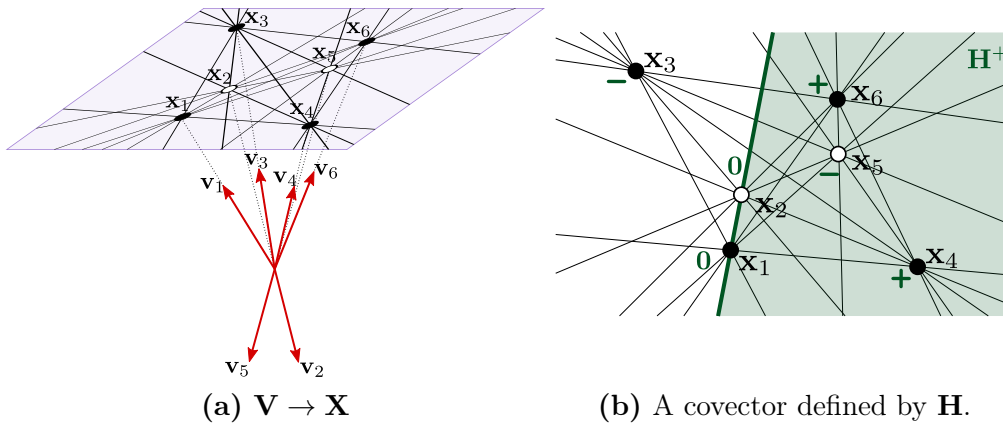 x₃
x₆
x₅
x₂
x₁
x₄
v₃
v₁
v₄
v₆
v₅
v₂
(a) V → X
H⁺
x₃
−
+
x₆
0
x₅
−
x₂
0
x₁
x₄
+
(b) A covector defined by H.